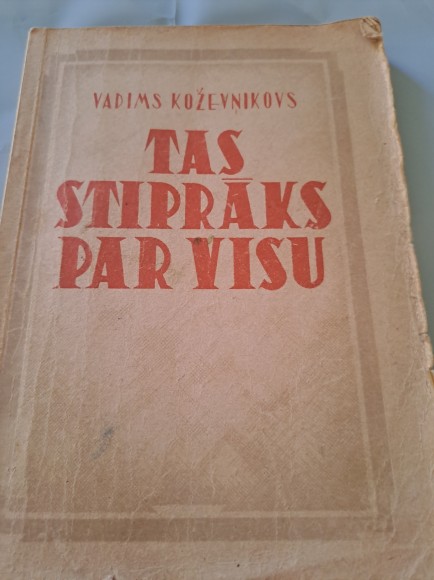 VADIMS KOŽEVŅIKOVS
TAS
STIPRĀKS
PAR VISU